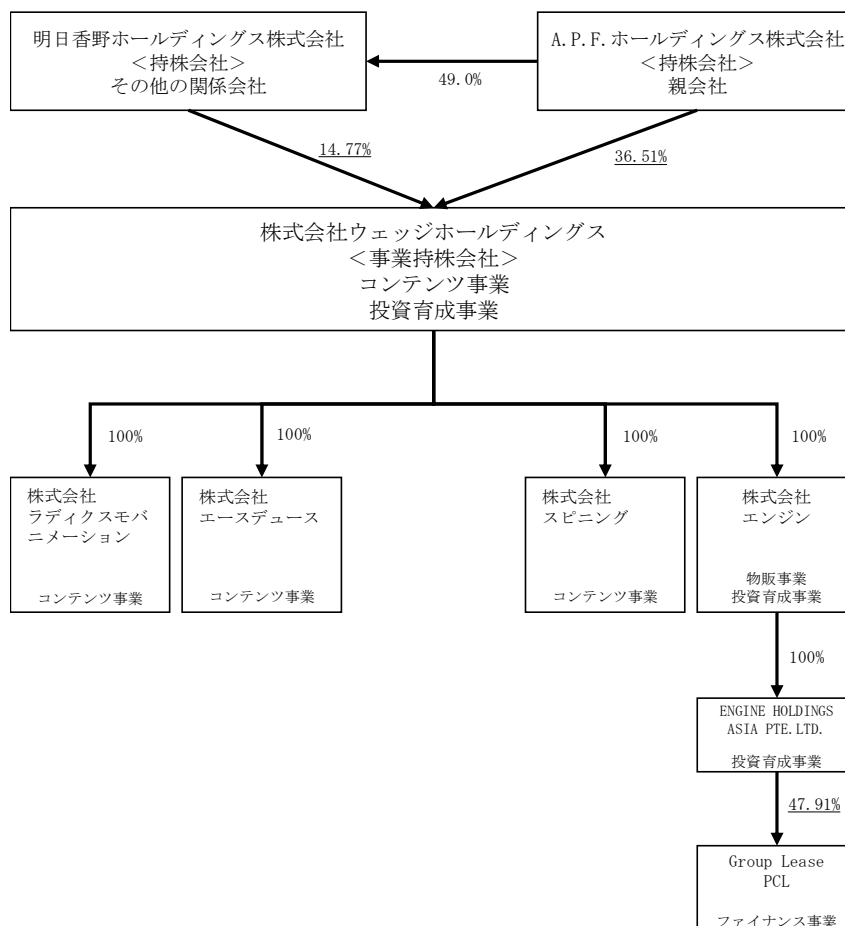 明日香野ホールディングス株式会社
＜持株会社＞
その他の関係会社
A.P.F.ホールディングス株式会社
＜持株会社＞
親会社
49.0%
14.77%
36.51%
株式会社ウェッジホールディングス
＜事業持株会社＞
コンテンツ事業
投資育成事業
100%
100%
100%
100%
株式会社
ラディクスモバ
ニメーション
コンテンツ事業
株式会社
エースデュース
コンテンツ事業
株式会社
スピニング
コンテンツ事業
株式会社
エンジン
物販事業
投資育成事業
100%
ENGINE HOLDINGS
ASIA PTE.LTD.
投資育成事業
47.91%
Group Lease
PCL
ファイナンス事業